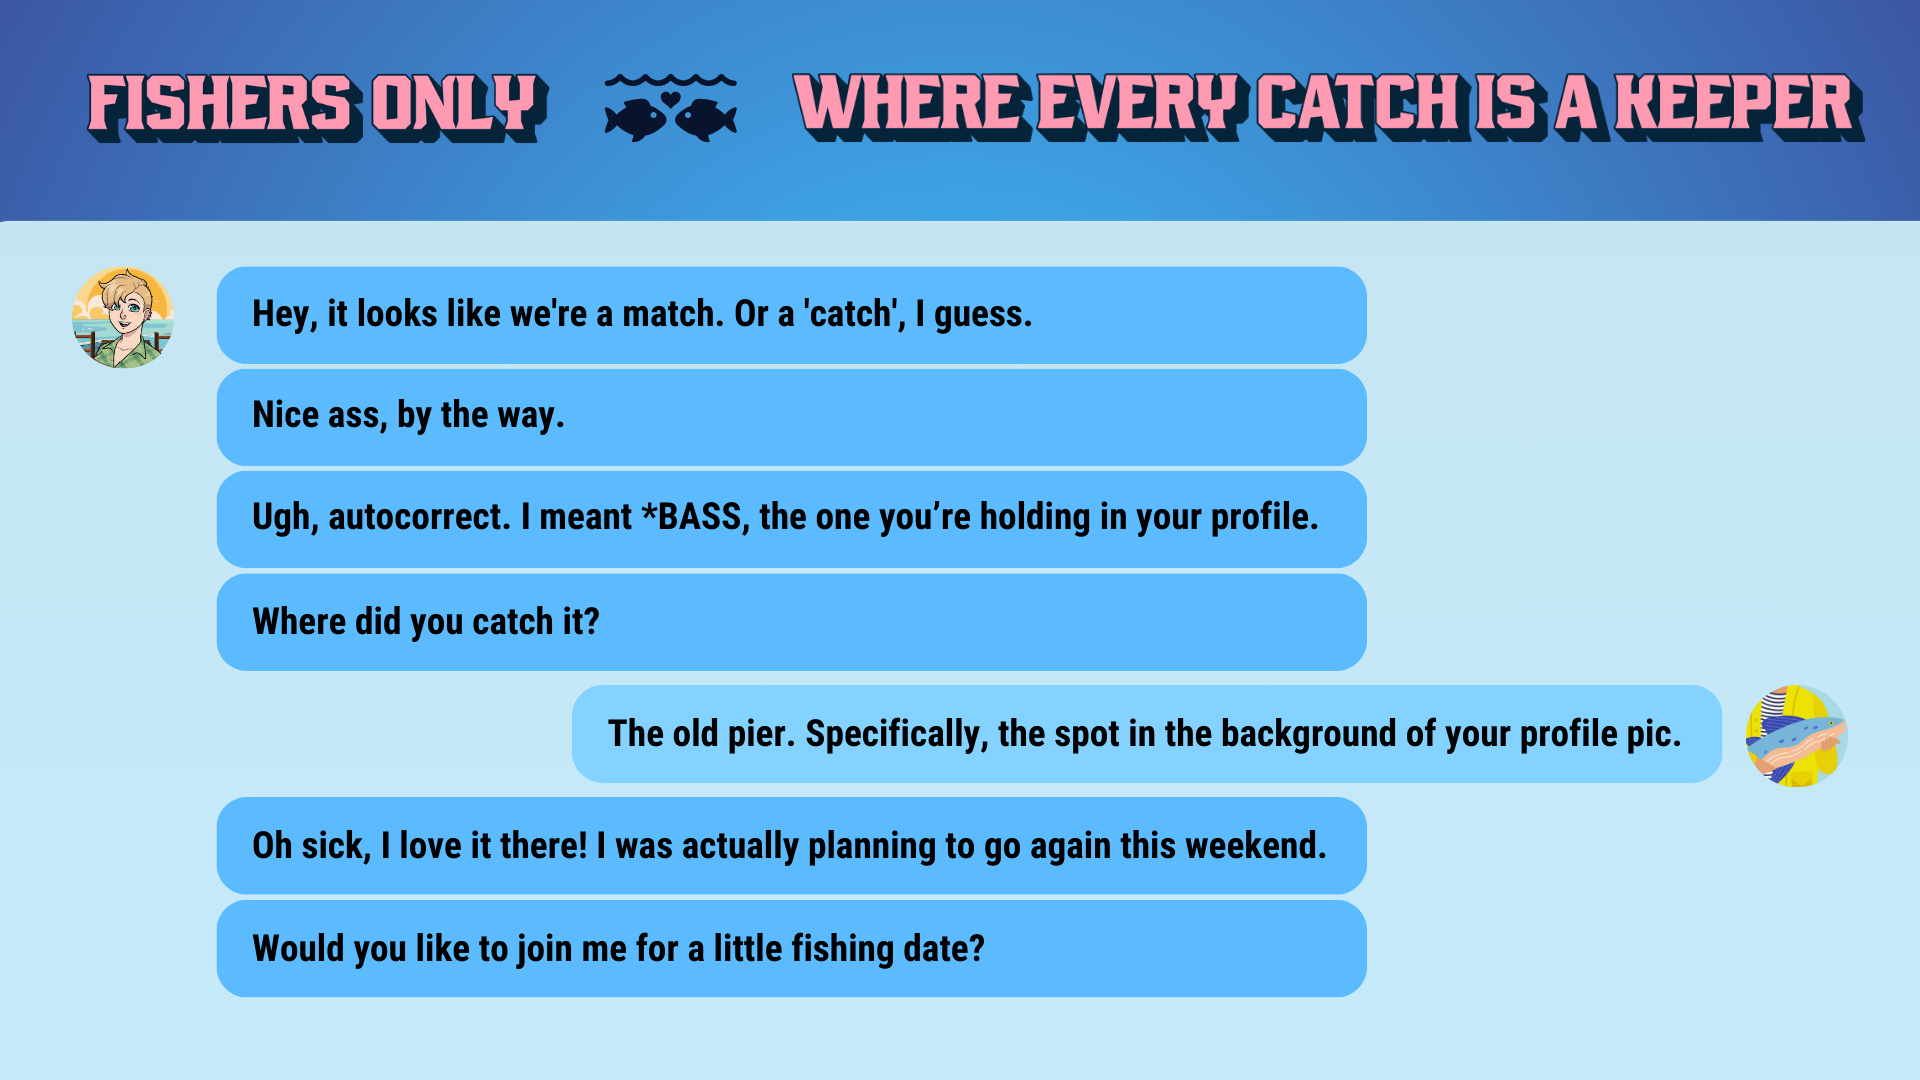 FISHERS ONLY WHERE EVERY CATCH IS A KEEPER
Hey, it looks like we're a match. Or a 'catch', I guess.
Nice ass, by the way.
Ugh, autocorrect. I meant *BASS, the one you’re holding in your profile.
Where did you catch it?
The old pier. Specifically, the spot in the background of your profile pic.
Oh sick, I love it there! I was actually planning to go again this weekend.
Would you like to join me for a little fishing date?